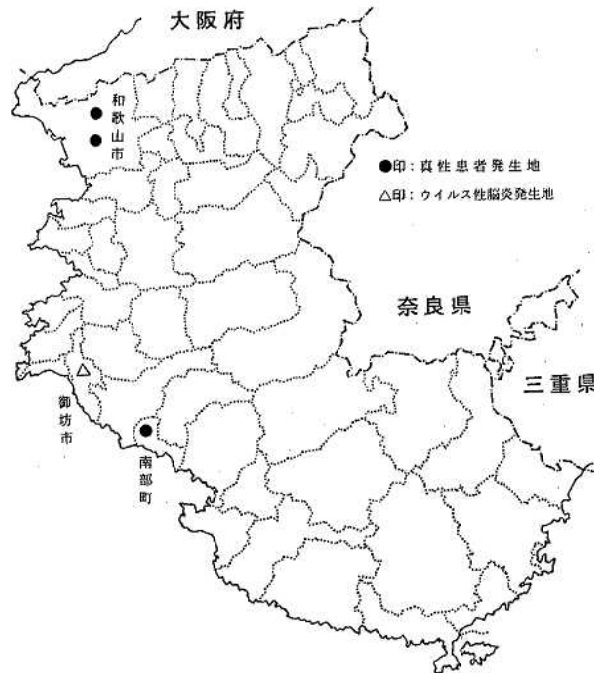 大阪府
和歌山市
●印：真性患者発生地
△印：ウイルス性脳炎発生地
奈良県
三重県
御坊市
南部町